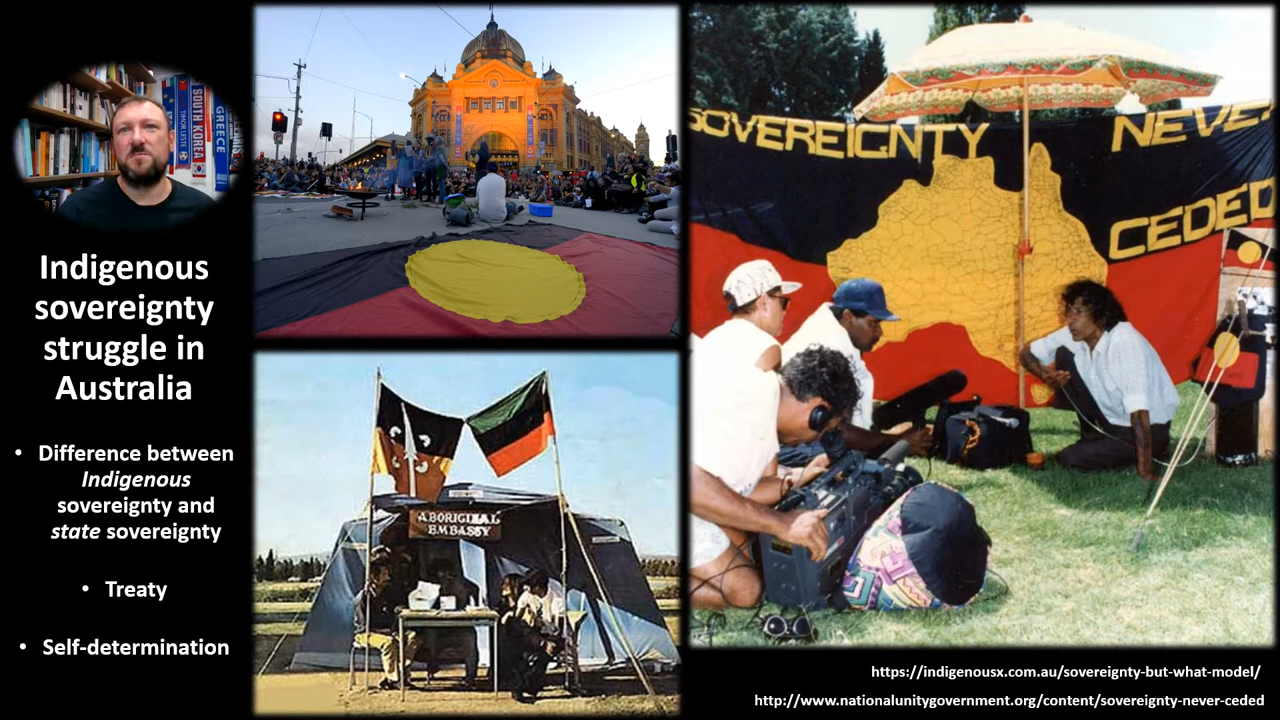 SOUTH KOREA
GREECE
TIMOR LESTE
Indigenous
sovereignty
struggle in
Australia
• Difference between
Indigenous
sovereignty and
state sovereignty
• Treaty
• Self-determination
ABORIGINAL
EMBASSY
SOVEREIGNTY NEVER
CEDED
https://indigenousx.com.au/sovereignty-but-what-model/
http://www.nationalunitygovernment.org/content/sovereignty-never-ceded